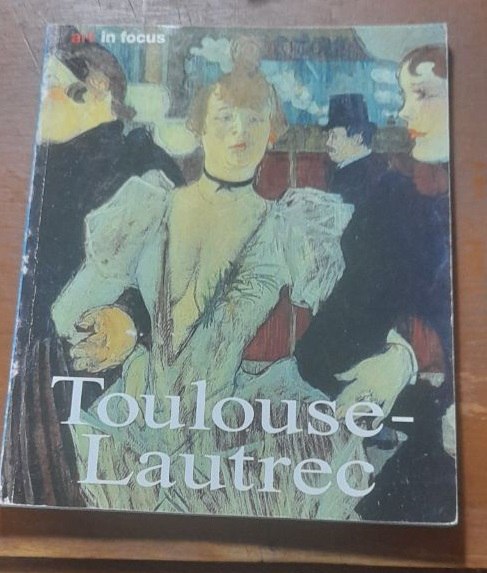 art in focus
Toulouse-
Lautrec